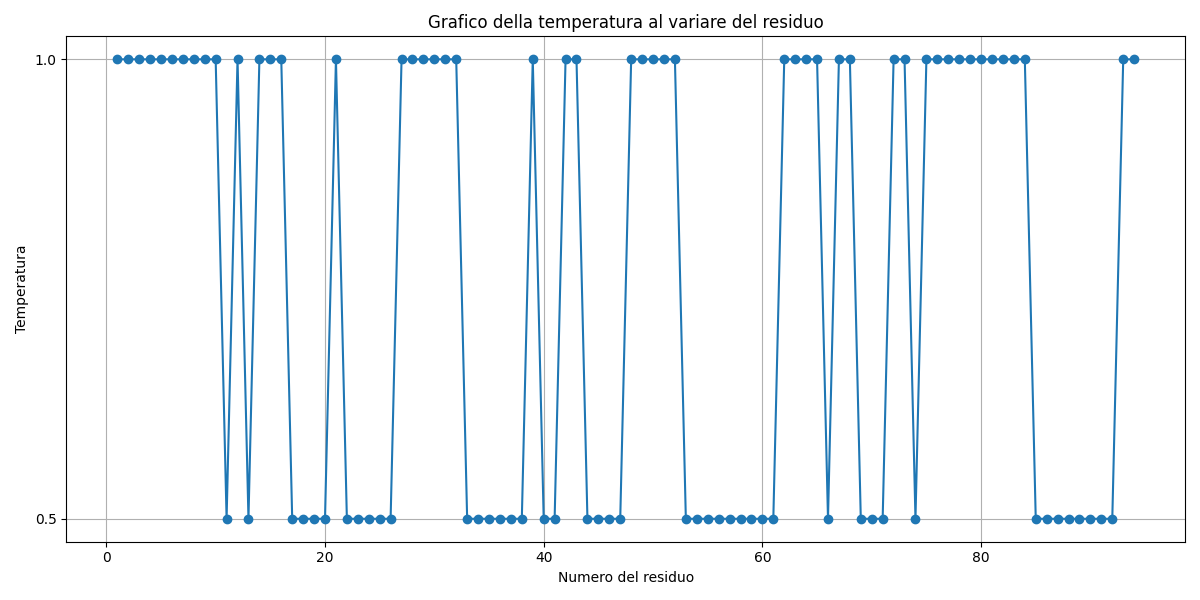 Grafico della temperatura al variare del residuo
1.0
0.5
Temperatura
0 20 40 60 80
Numero del residuo